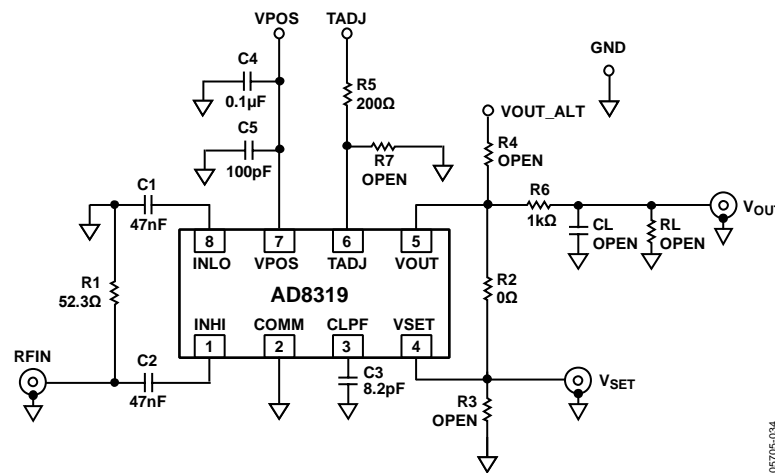 VPOS
TADJ
GND
C4
0.1µF
R5
200Ω
VOUT_ALT
C5
100pF
R7
OPEN
R4
OPEN
C1
47nF
R6
1kΩ
VOUT
CL
OPEN
RL
OPEN
8
7
6
5
INLO
VPOS
TADJ
VOUT
R1
52.3Ω
AD8319
R2
0Ω
INHI
COMM
CLPF
VSET
1
2
3
4
RFIN
C2
47nF
C3
8.2pF
VSET
R3
OPEN
05705-034